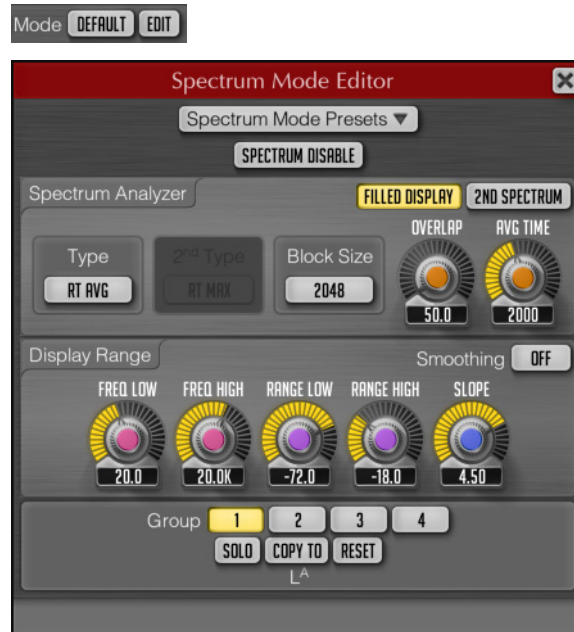 Mode DEFAULT EDIT
Spectrum Mode Editor
Spectrum Mode Presets ▼
SPECTRUM DISABLE
Spectrum Analyzer FILLED DISPLAY 2ND SPECTRUM
OVERLAP AVG TIME
Type 2nd Type Block Size
RT AVG RT MAX 2048
50.0 2000
Display Range Smoothing OFF
FREQ LOW FREQ HIGH RANGE LOW RANGE HIGH SLOPE
20.0 20.0K -72.0 -18.0 4.50
Group 1 2 3 4
SOLO COPY TO RESET
LA